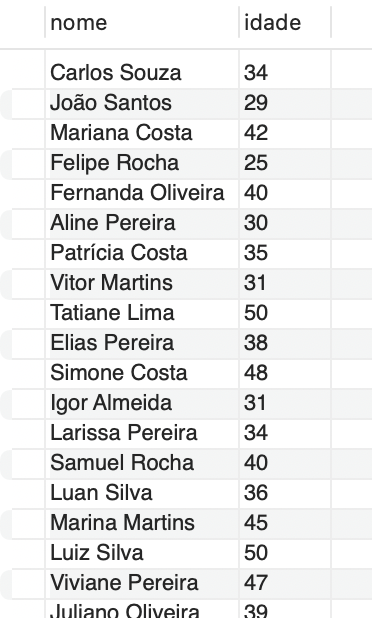 nome idade
Carlos Souza 34
João Santos 29
Mariana Costa 42
Felipe Rocha 25
Fernanda Oliveira 40
Aline Pereira 30
Patrícia Costa 35
Vitor Martins 31
Tatiane Lima 50
Elias Pereira 38
Simone Costa 48
Igor Almeida 31
Larissa Pereira 34
Samuel Rocha 40
Luan Silva 36
Marina Martins 45
Luiz Silva 50
Viviane Pereira 47
Juliano Oliveira 39